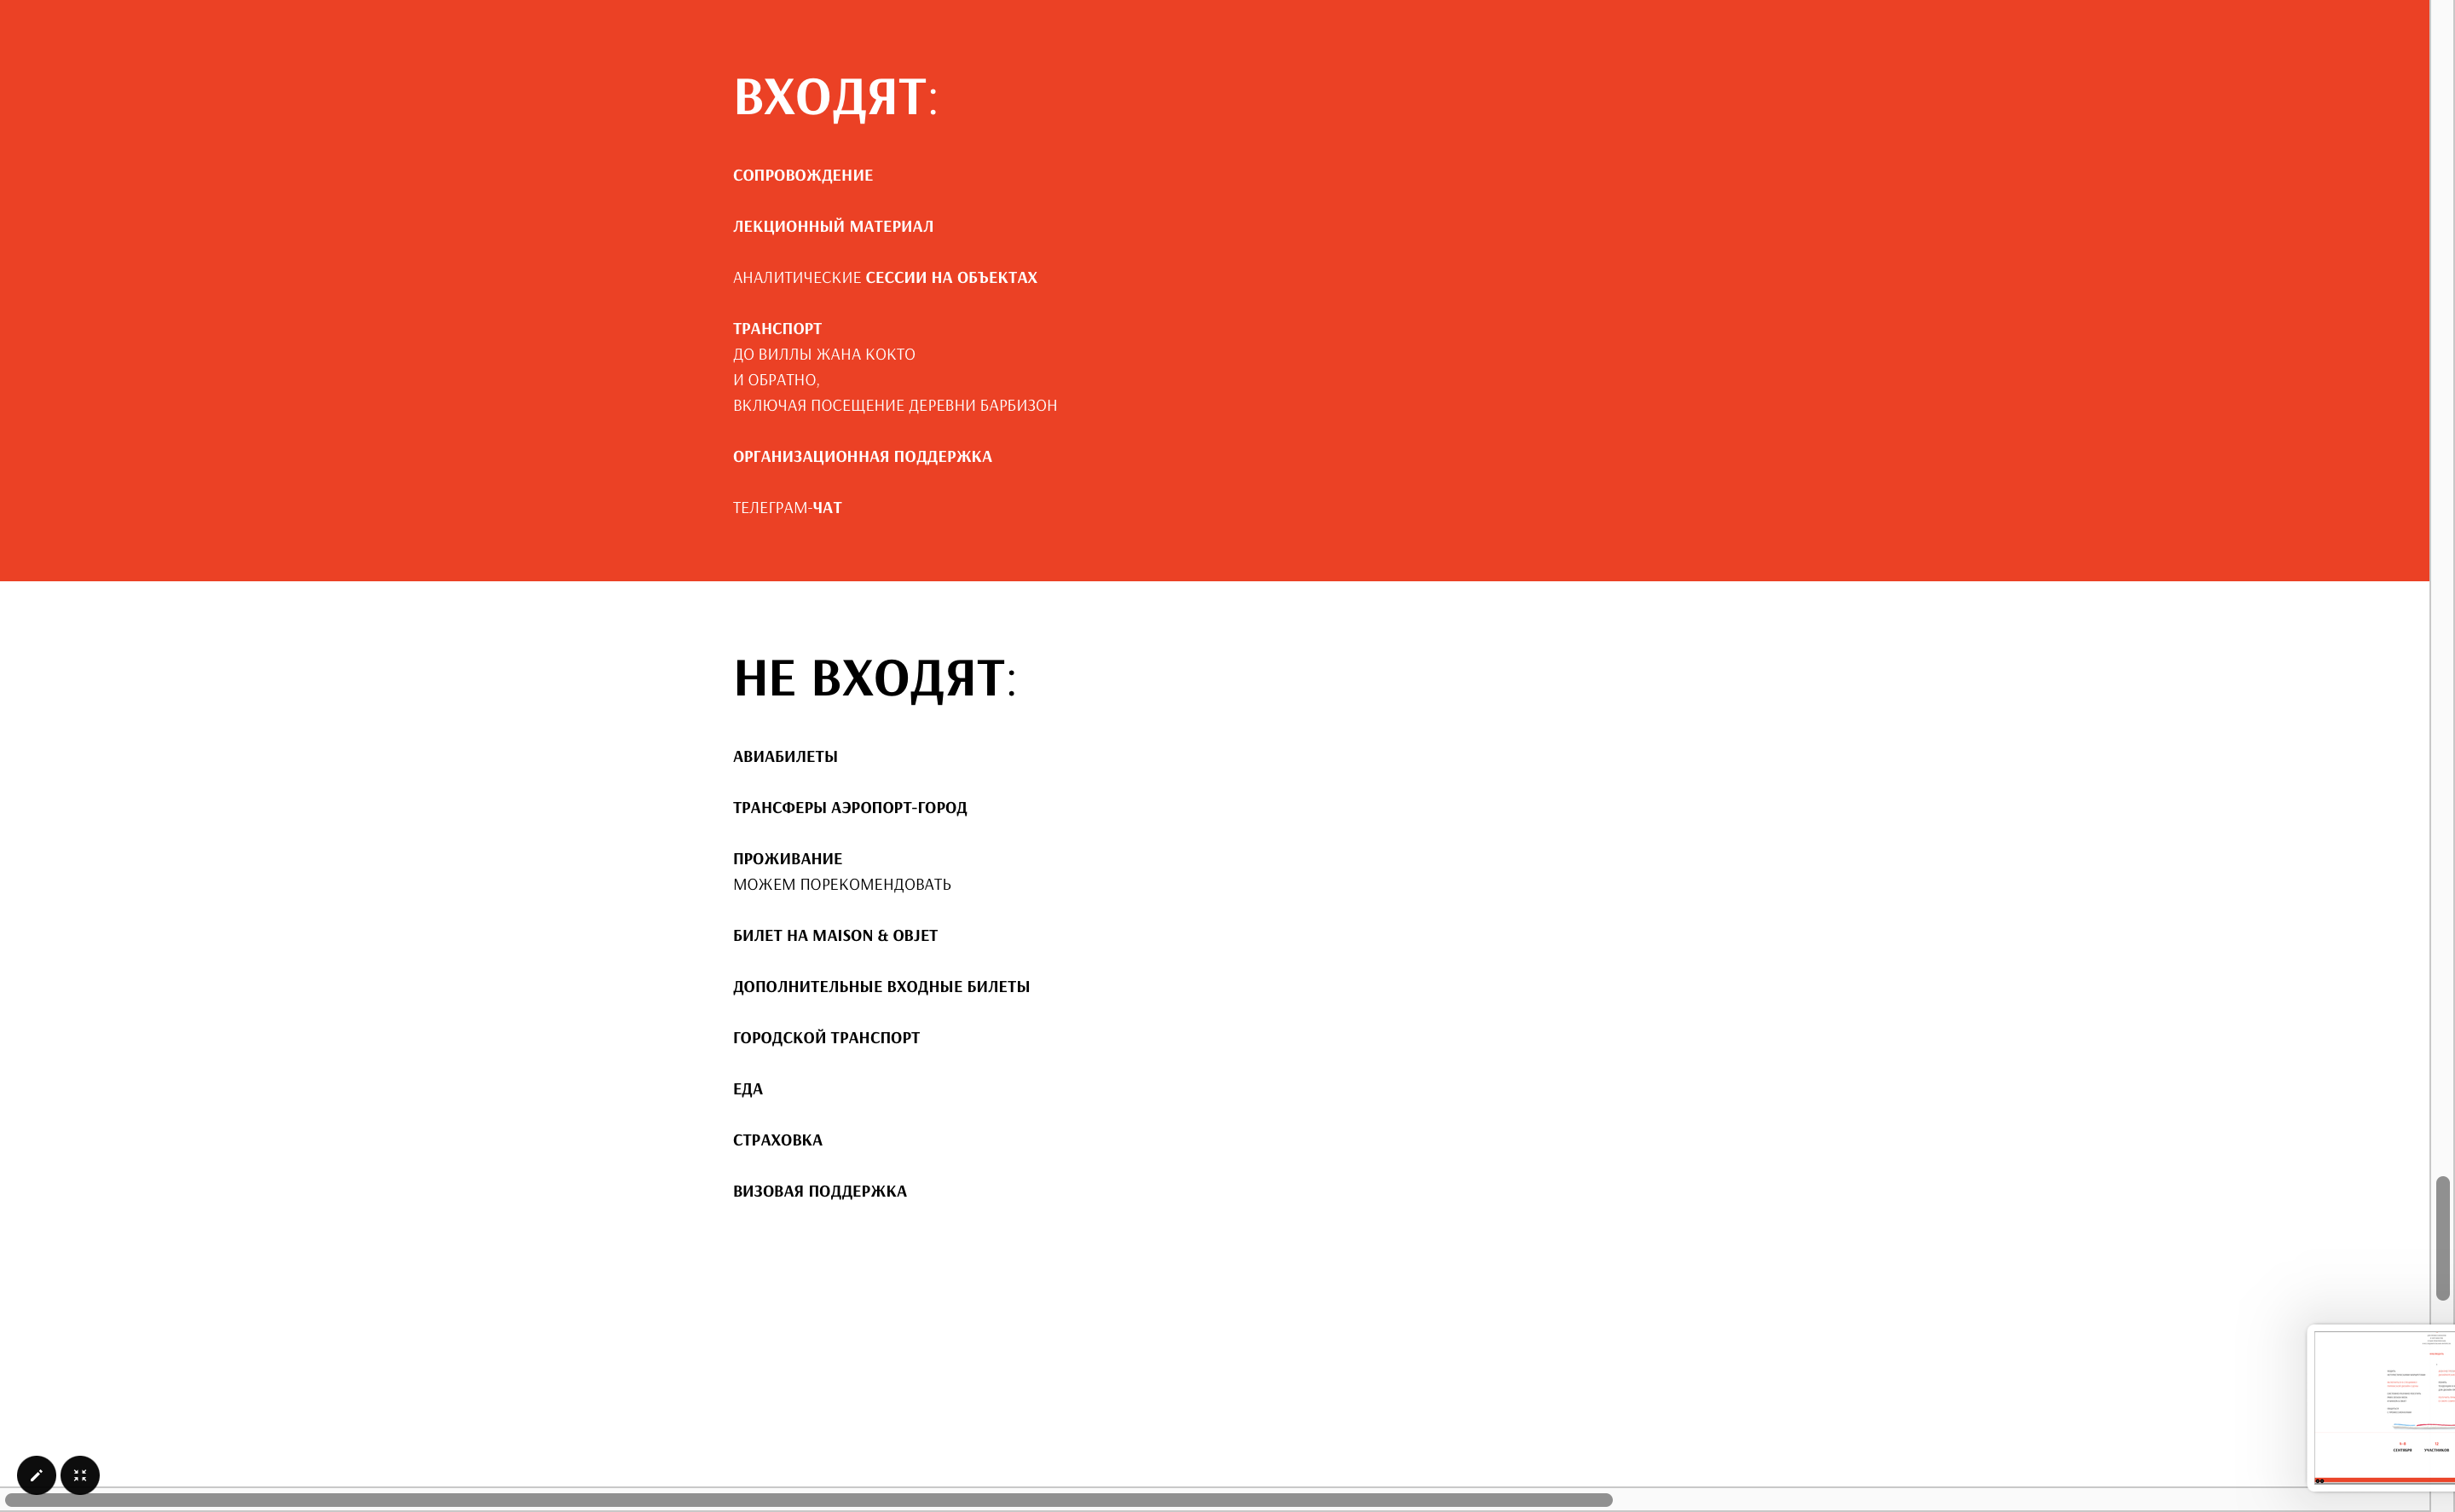 ВХОДЯТ:
СОПРОВОЖДЕНИЕ
ЛЕКЦИОННЫЙ МАТЕРИАЛ
АНАЛИТИЧЕСКИЕ СЕССИИ НА ОБЪЕКТАХ
ТРАНСПОРТ
ДО ВИЛЛЫ ЖАНА КОКТО
И ОБРАТНО,
ВКЛЮЧАЯ ПОСЕЩЕНИЕ ДЕРЕВНИ БАРБИЗОН
ОРГАНИЗАЦИОННАЯ ПОДДЕРЖКА
ТЕЛЕГРАМ-ЧАТ
НЕ ВХОДЯТ:
АВИАБИЛЕТЫ
ТРАНСФЕРЫ АЭРОПОРТ-ГОРОД
ПРОЖИВАНИЕ
МОЖЕМ ПОРЕКОМЕНДОВАТЬ
БИЛЕТ НА MAISON & OBJET
ДОПОЛНИТЕЛЬНЫЕ ВХОДНЫЕ БИЛЕТЫ
ГОРОДСКОЙ ТРАНСПОРТ
ЕДА
СТРАХОВКА
ВИЗОВАЯ ПОДДЕРЖКА
СЕНТЯБРЯ
УЧАСТНИКОВ